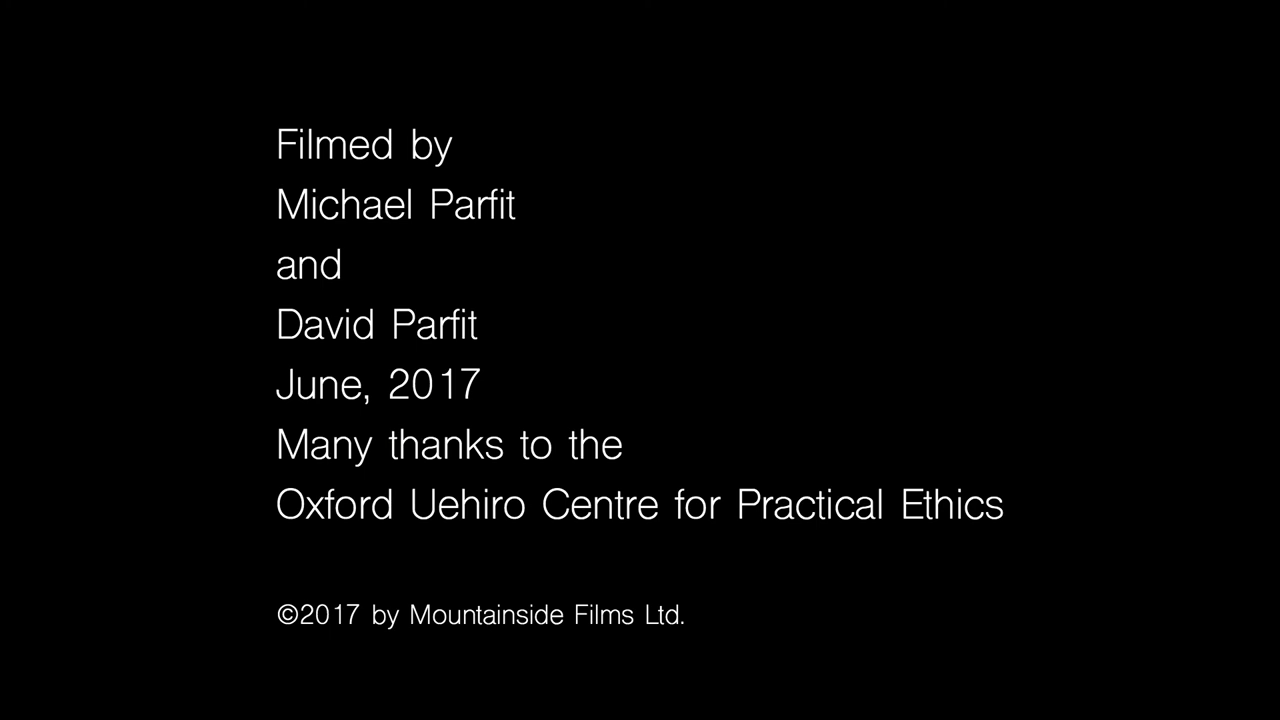 Filmed by
Michael Parfit
and
David Parfit
June, 2017
Many thanks to the
Oxford Uehiro Centre for Practical Ethics
©2017 by Mountainside Films Ltd.